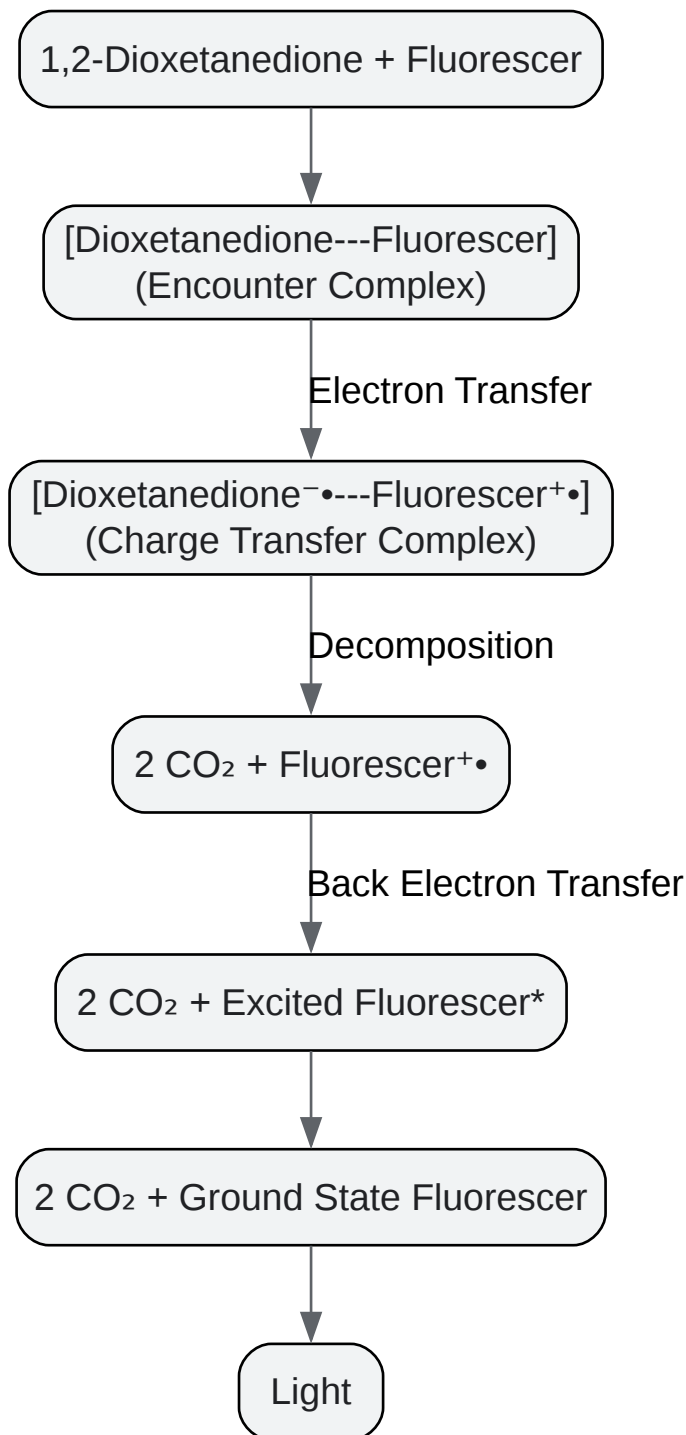 1,2-Dioxetanedione + Fluorescer
[Dioxetanedione---Fluorescer]
(Encounter Complex)
Electron Transfer
[Dioxetanedione⁻•---Fluorescer⁺•]
(Charge Transfer Complex)
Decomposition
2 CO₂ + Fluorescer⁺•
Back Electron Transfer
2 CO₂ + Excited Fluorescer*
2 CO₂ + Ground State Fluorescer
Light